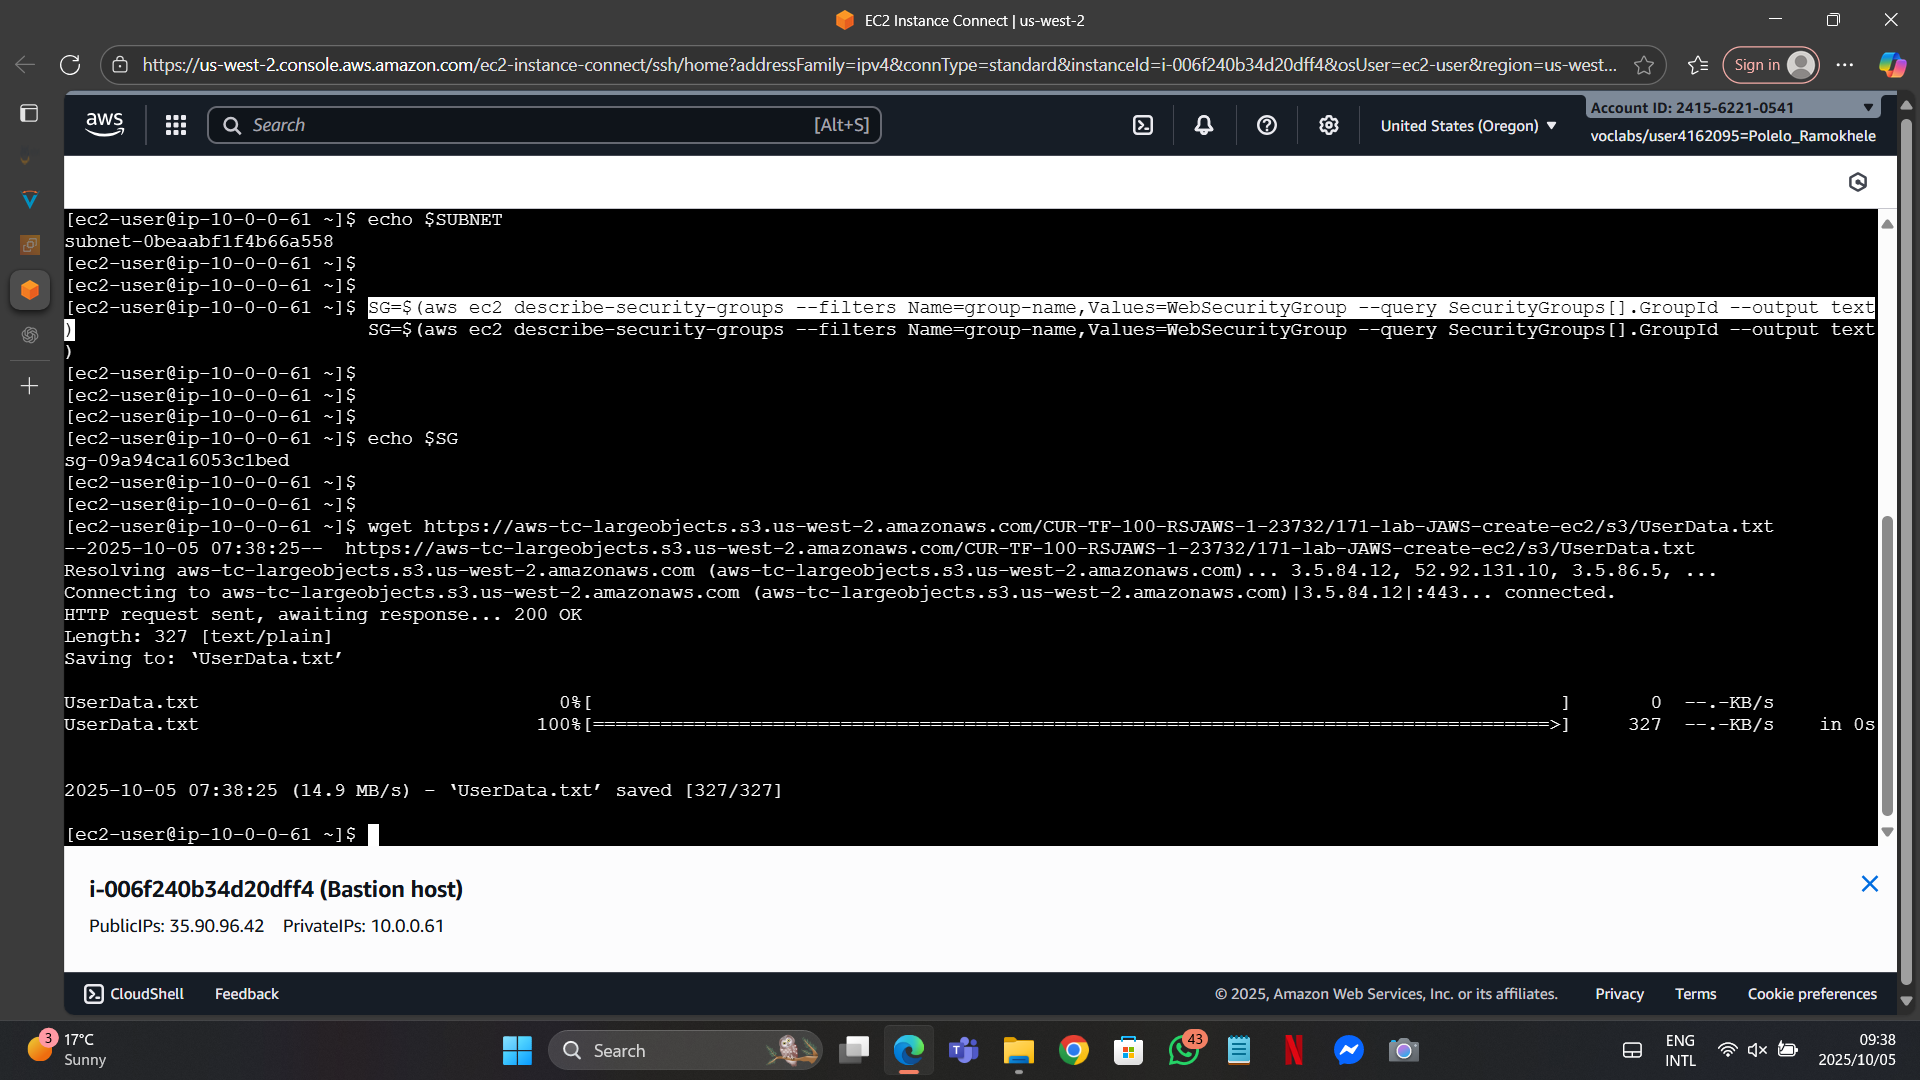 EC2 Instance Connect | us-west-2
https://us-west-2.console.aws.amazon.com/ec2-instance-connect/ssh/home?addressFamily=ipv4&connType=standard&instanceId=i-006f240b34d20dff4&osUser=ec2-user&region=us-west...
Sign in
aws
Search
[Alt+S]
United States (Oregon)
Account ID: 2415-6221-0541
voclabs/user4162095=Polelo_Ramokhele
[ec2-user@ip-10-0-0-61 ~]$ echo $SUBNET
subnet-0beaabf1f4b66a558
[ec2-user@ip-10-0-0-61 ~]$
[ec2-user@ip-10-0-0-61 ~]$
[ec2-user@ip-10-0-0-61 ~]$ SG=$(aws ec2 describe-security-groups --filters Name=group-name,Values=WebSecurityGroup --query SecurityGroups[].GroupId --output text
) SG=$(aws ec2 describe-security-groups --filters Name=group-name,Values=WebSecurityGroup --query SecurityGroups[].GroupId --output text
)
[ec2-user@ip-10-0-0-61 ~]$
[ec2-user@ip-10-0-0-61 ~]$
[ec2-user@ip-10-0-0-61 ~]$
[ec2-user@ip-10-0-0-61 ~]$ echo $SG
sg-09a94ca16053c1bed
[ec2-user@ip-10-0-0-61 ~]$
[ec2-user@ip-10-0-0-61 ~]$
[ec2-user@ip-10-0-0-61 ~]$ wget https://aws-tc-largeobjects.s3.us-west-2.amazonaws.com/CUR-TF-100-RSJAWS-1-23732/171-lab-JAWS-create-ec2/s3/UserData.txt
--2025-10-05 07:38:25--  https://aws-tc-largeobjects.s3.us-west-2.amazonaws.com/CUR-TF-100-RSJAWS-1-23732/171-lab-JAWS-create-ec2/s3/UserData.txt
Resolving aws-tc-largeobjects.s3.us-west-2.amazonaws.com (aws-tc-largeobjects.s3.us-west-2.amazonaws.com)... 3.5.84.12, 52.92.131.10, 3.5.86.5, ...
Connecting to aws-tc-largeobjects.s3.us-west-2.amazonaws.com (aws-tc-largeobjects.s3.us-west-2.amazonaws.com)|3.5.84.12|:443... connected.
HTTP request sent, awaiting response... 200 OK
Length: 327 [text/plain]
Saving to: ‘UserData.txt’
UserData.txt 0%[ ] 0 --.-KB/s
UserData.txt 100%[=====================================================================================>] 327 --.-KB/s in 0s
2025-10-05 07:38:25 (14.9 MB/s) - ‘UserData.txt’ saved [327/327]
[ec2-user@ip-10-0-0-61 ~]$
i-006f240b34d20dff4 (Bastion host)
PublicIPs: 35.90.96.42 PrivateIPs: 10.0.0.61
CloudShell
Feedback
© 2025, Amazon Web Services, Inc. or its affiliates.
Privacy
Terms
Cookie preferences
3
17°C
Sunny
Search
43
ENG
INTL
09:38
2025/10/05